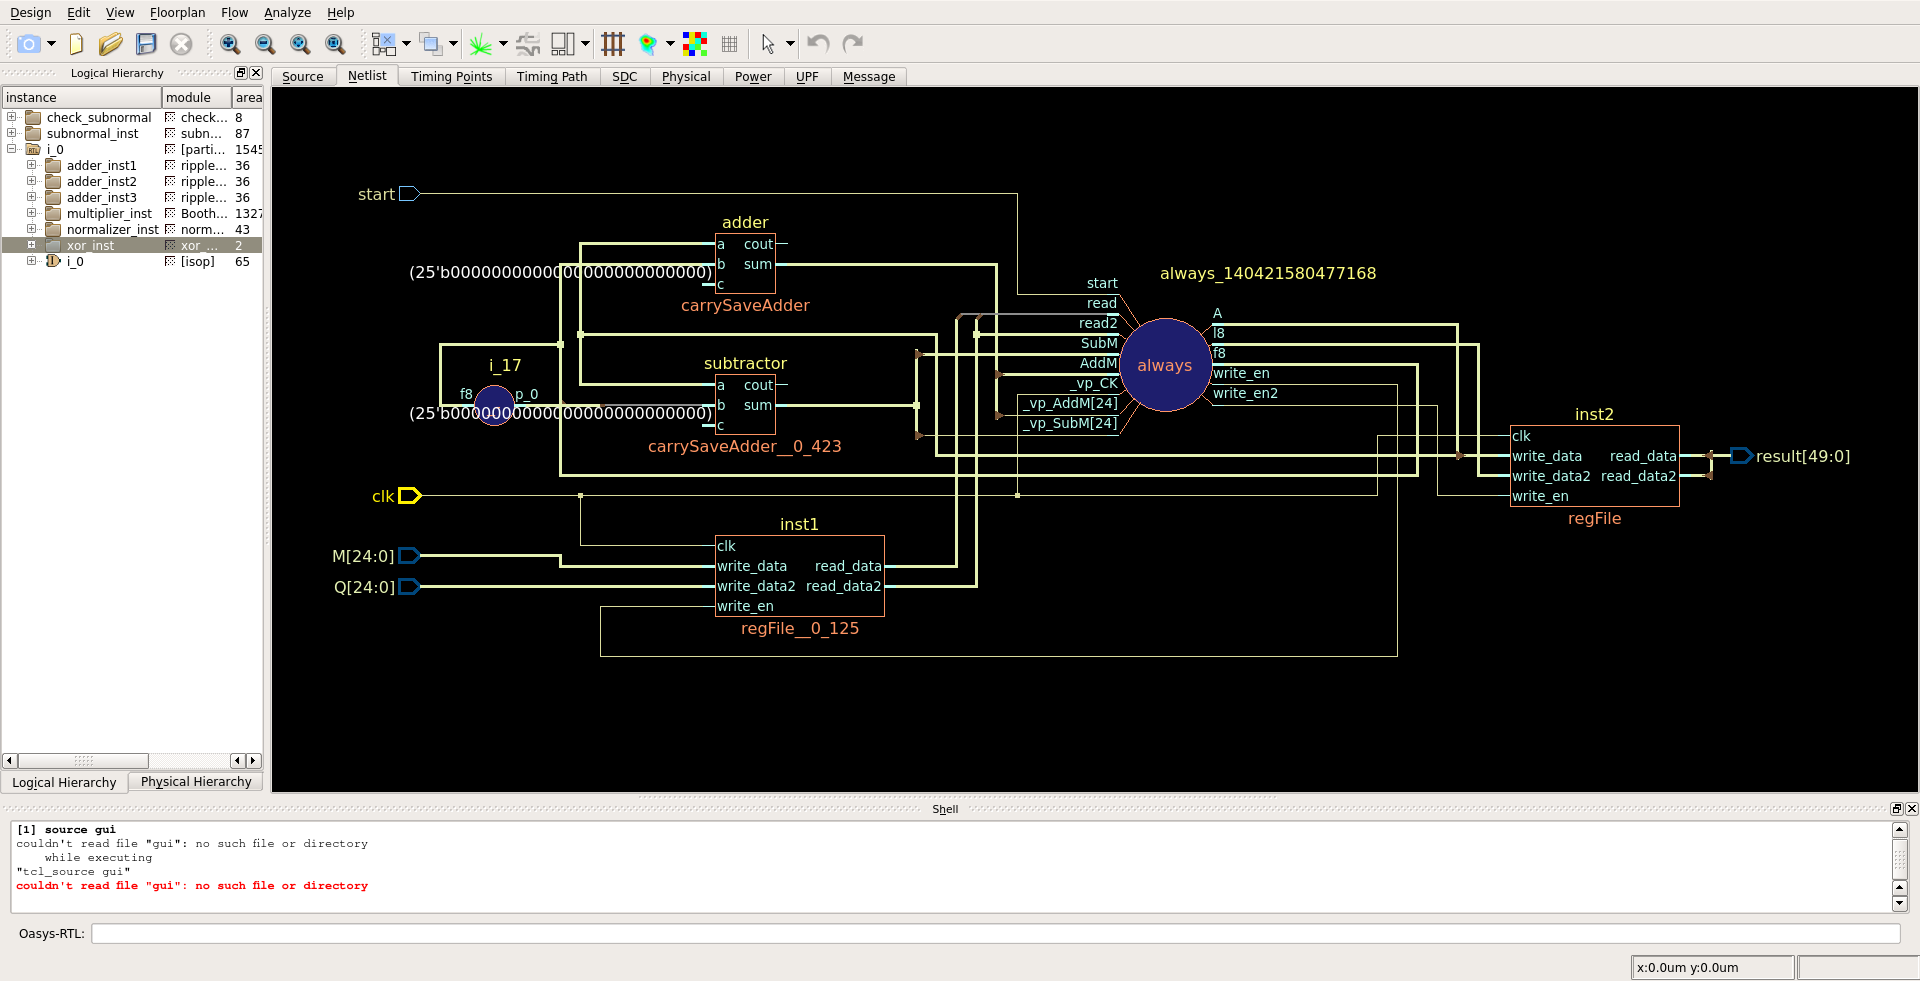 Design Edit View Floorplan Flow Analyze Help
Logical Hierarchy
Source Netlist Timing Points Timing Path SDC Physical Power UPF Message
instance module area
check_subnormal check... 8
subnormal_inst subn... 87
i_0 [parti... 1545
adder_inst1 ripple... 36
adder_inst2 ripple... 36
adder_inst3 ripple... 36
multiplier_inst Booth... 1327
normalizer_inst norm... 43
xor_inst xor_... 2
i_0 [isop] 65
Logical Hierarchy Physical Hierarchy
start
adder
a cout
b sum
c
(25'b0000000000000000000000000)
carrySaveAdder
i_17
f8 p_0
subtractor
a cout
b sum
c
(25'b0000000000000000000000000)
carrySaveAdder__0_423
always_140421580477168
start
read
read2
SubM
AddM
_vp_CK
_vp_AddM[24]
_vp_SubM[24]
always
A
l8
f8
write_en
write_en2
inst2
clk
write_data read_data
write_data2 read_data2
write_en
regFile
result[49:0]
clk
M[24:0]
Q[24:0]
inst1
clk
write_data read_data
write_data2 read_data2
write_en
regFile__0_125
Shell
[1] source gui
couldn't read file "gui": no such file or directory
while executing
"tcl_source gui"
couldn't read file "gui": no such file or directory
Oasys-RTL:
x:0.0um y:0.0um